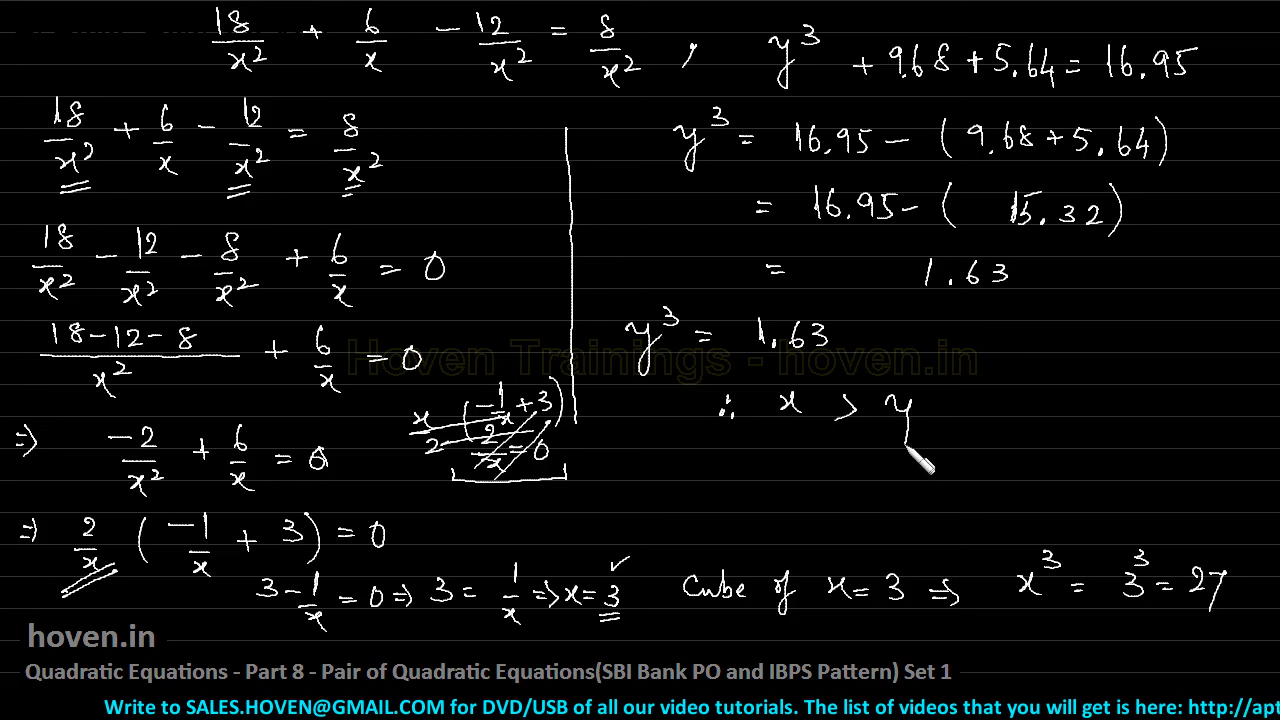 18/x² + 6/x - 12/x² = 8/x² , y³ + 9.68 + 5.64 = 16.95
18/x² + 6/x - 12/x² = 8/x²
18/x² - 12/x² - 8/x² + 6/x = 0
(18-12-8)/x² + 6/x = 0
⇒ -2/x² + 6/x = 0
x/2 (-1/x + 3) 2/x = 0
⇒ 2/x (-1/x + 3) = 0
3 - 1/x = 0 ⇒ 3 = 1/x ⇒ x = 3 ✓
y³ = 16.95 - (9.68 + 5.64)
= 16.95 - (15.32)
= 1.63
y³ = 1.63
∴ x > y
Cube of x = 3 ⇒ x³ = 3³ = 27
Hoven Trainings - hoven.in
hoven.in
Quadratic Equations - Part 8 - Pair of Quadratic Equations(SBI Bank PO and IBPS Pattern) Set 1
Write to SALES.HOVEN@GMAIL.COM for DVD/USB of all our video tutorials. The list of videos that you will get is here: http://apt